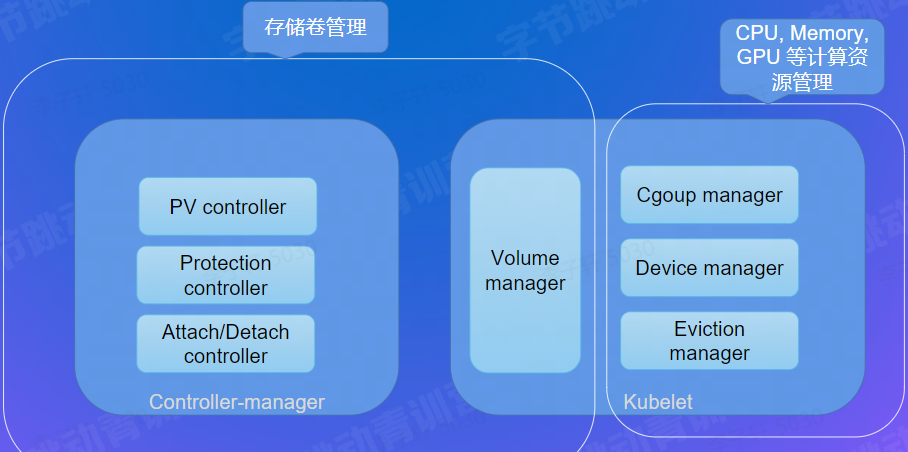 存储卷管理
CPU, Memory,
GPU 等计算资
源管理
PV controller
Protection
controller
Attach/Detach
controller
Controller-manager
Volume
manager
Cgoup manager
Device manager
Eviction
manager
Kubelet